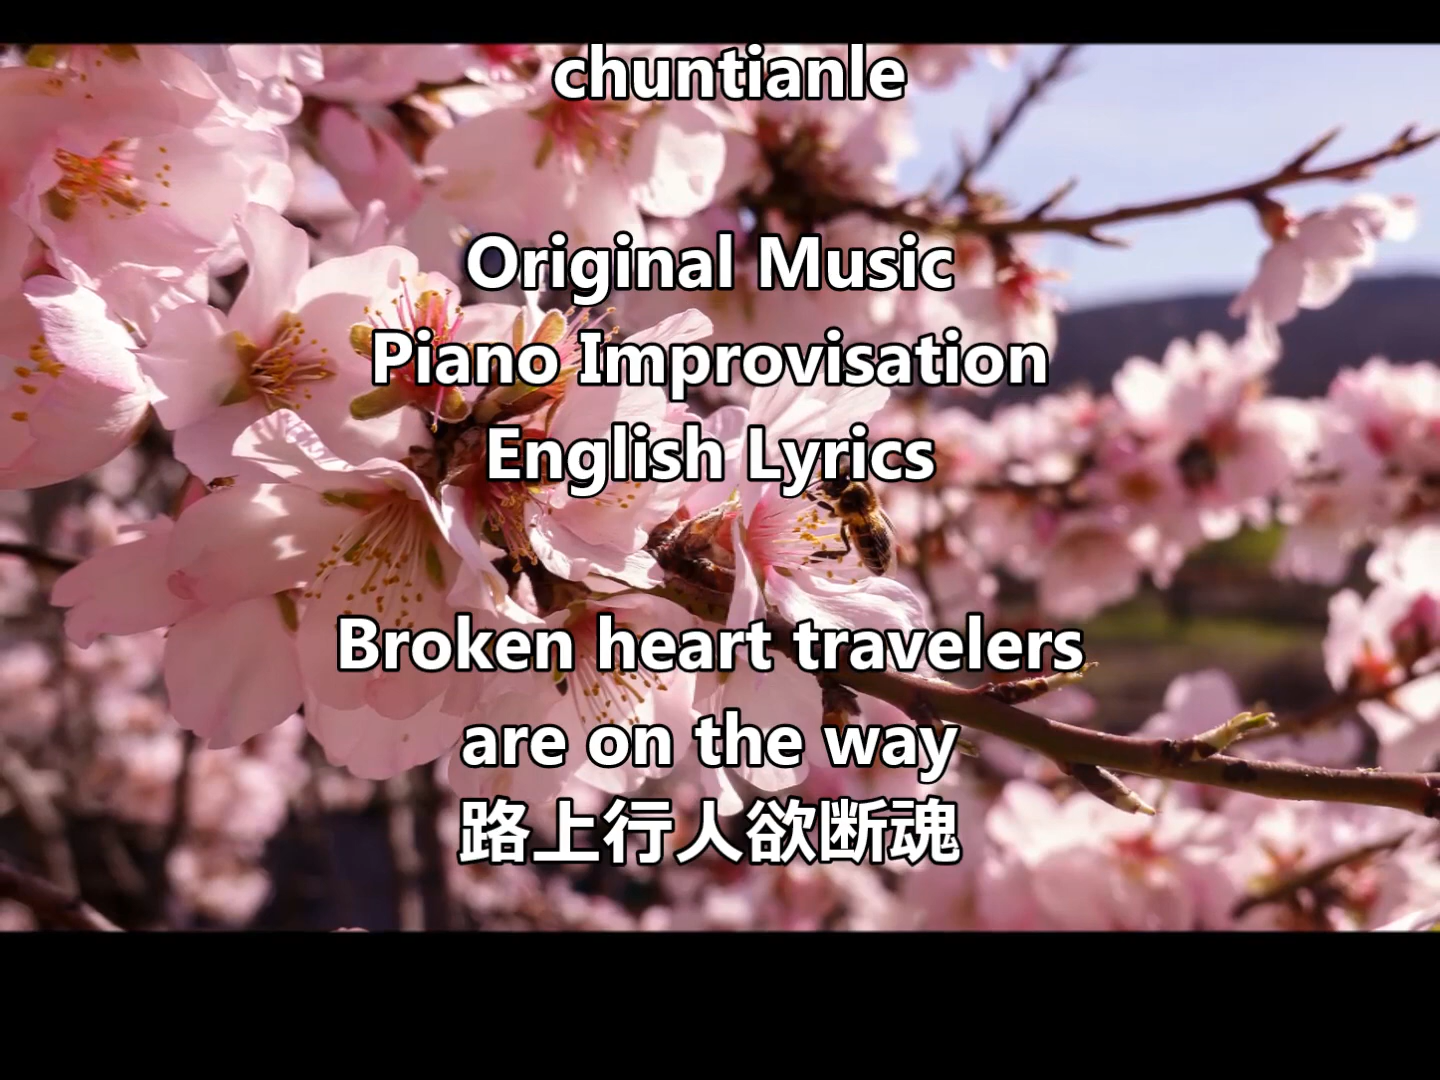 chuntianle
Original Music
Piano Improvisation
English Lyrics
Broken heart travelers
are on the way
路上行人欲断魂